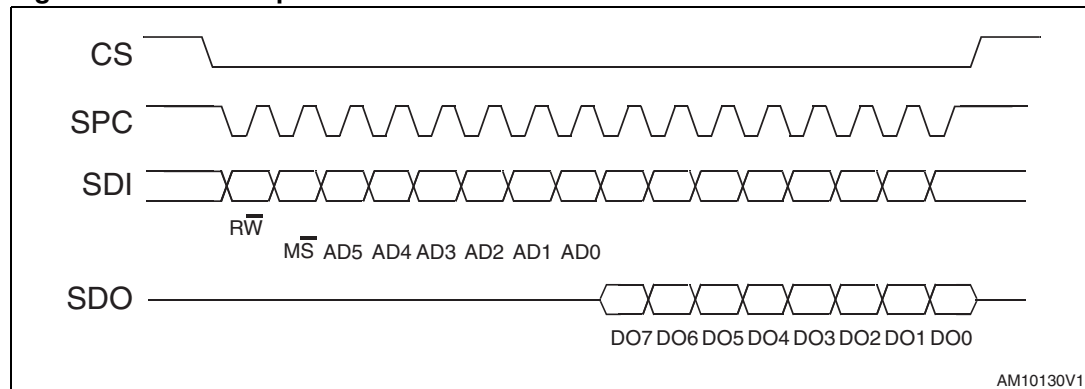 CS
SPC
SDI
RW̅
MS̅ AD5 AD4 AD3 AD2 AD1 AD0
SDO
DO7 DO6 DO5 DO4 DO3 DO2 DO1 DO0
AM10130V1